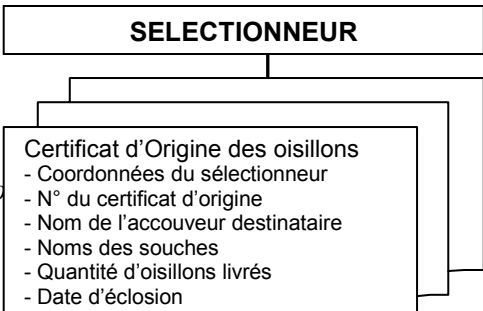 SELECTIONNEUR
Certificat d’Origine des oisillons
- Coordonnées du sélectionneur
- N° du certificat d’origine
- Nom de l’accouveur destinataire
- Noms des souches
- Quantité d’oisillons livrés
- Date d’éclosion